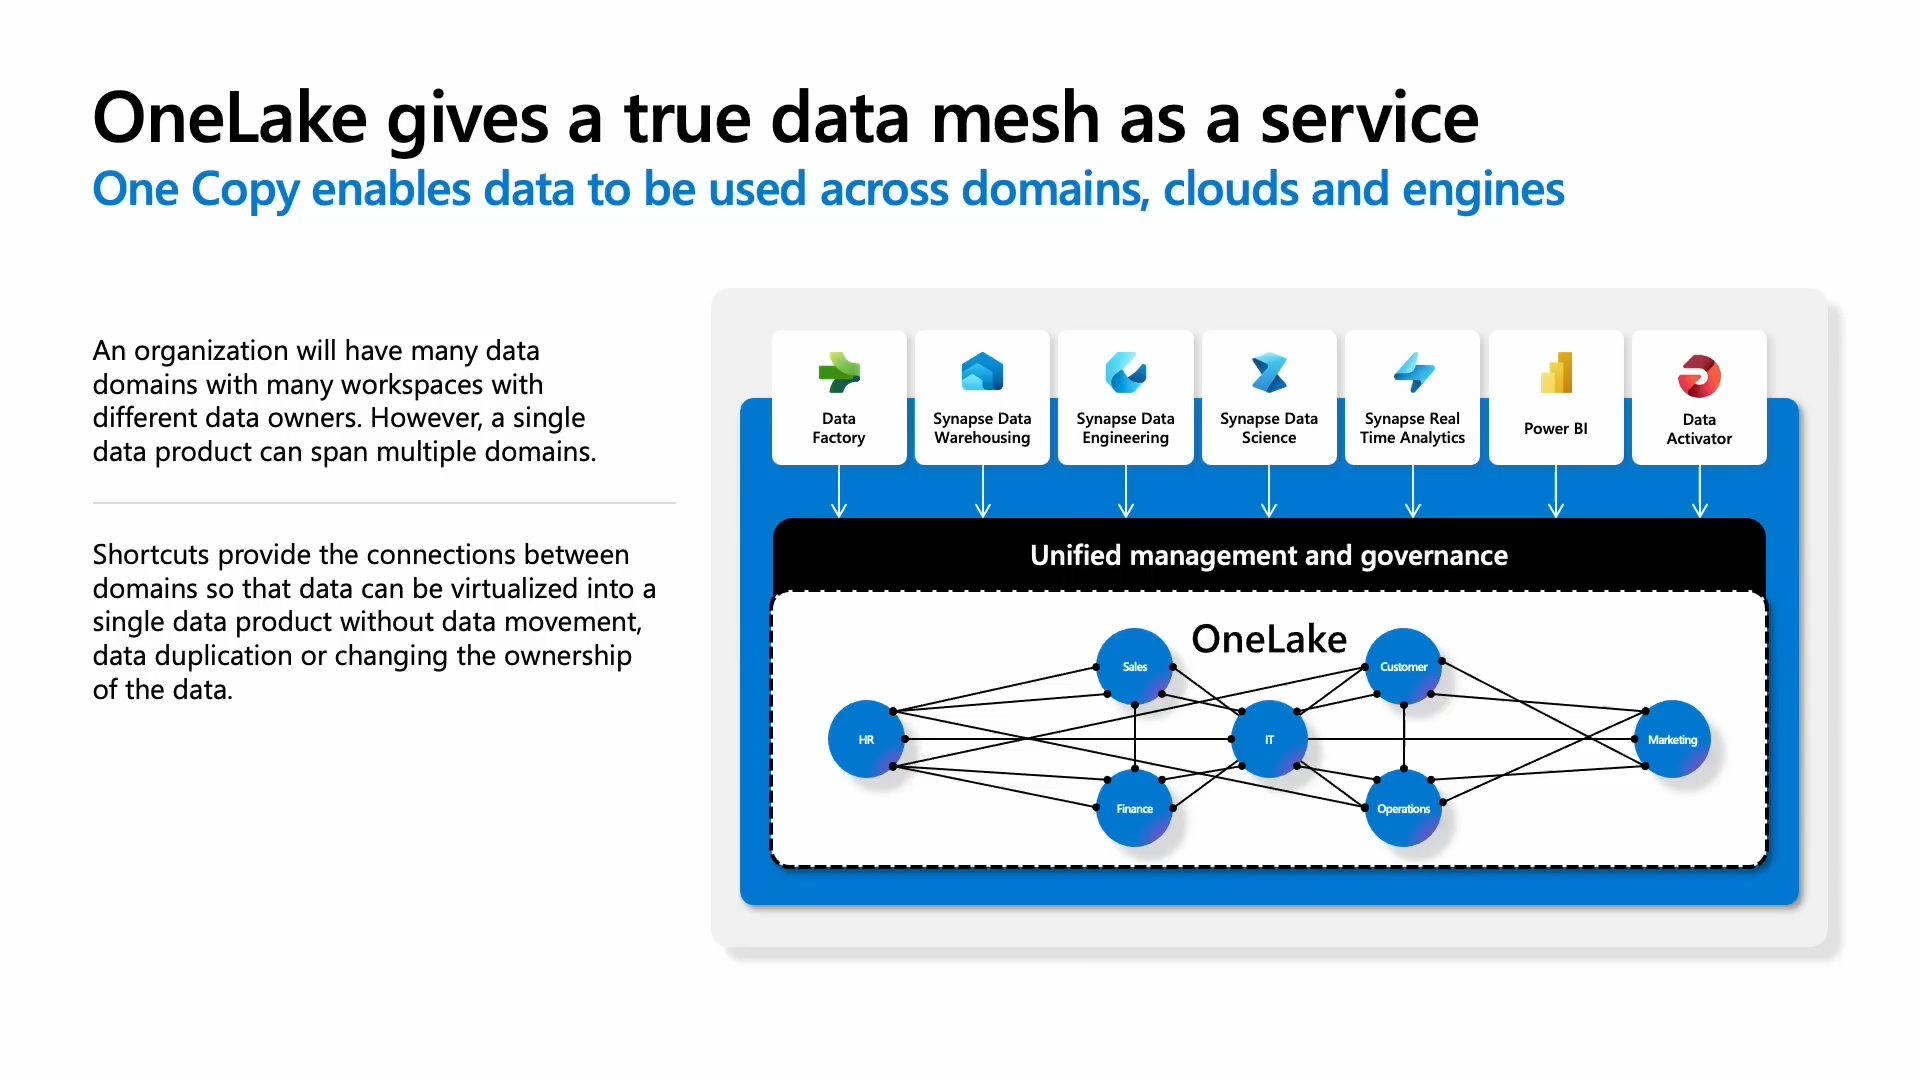 OneLake gives a true data mesh as a service
One Copy enables data to be used across domains, clouds and engines
An organization will have many data
domains with many workspaces with
different data owners. However, a single
data product can span multiple domains.
Shortcuts provide the connections between
domains so that data can be virtualized into a
single data product without data movement,
data duplication or changing the ownership
of the data.
Data
Factory
Synapse Data
Warehousing
Synapse Data
Engineering
Synapse Data
Science
Synapse Real
Time Analytics
Power BI
Data
Activator
Unified management and governance
OneLake
Sales
Customer
HR
IT
Marketing
Finance
Operations